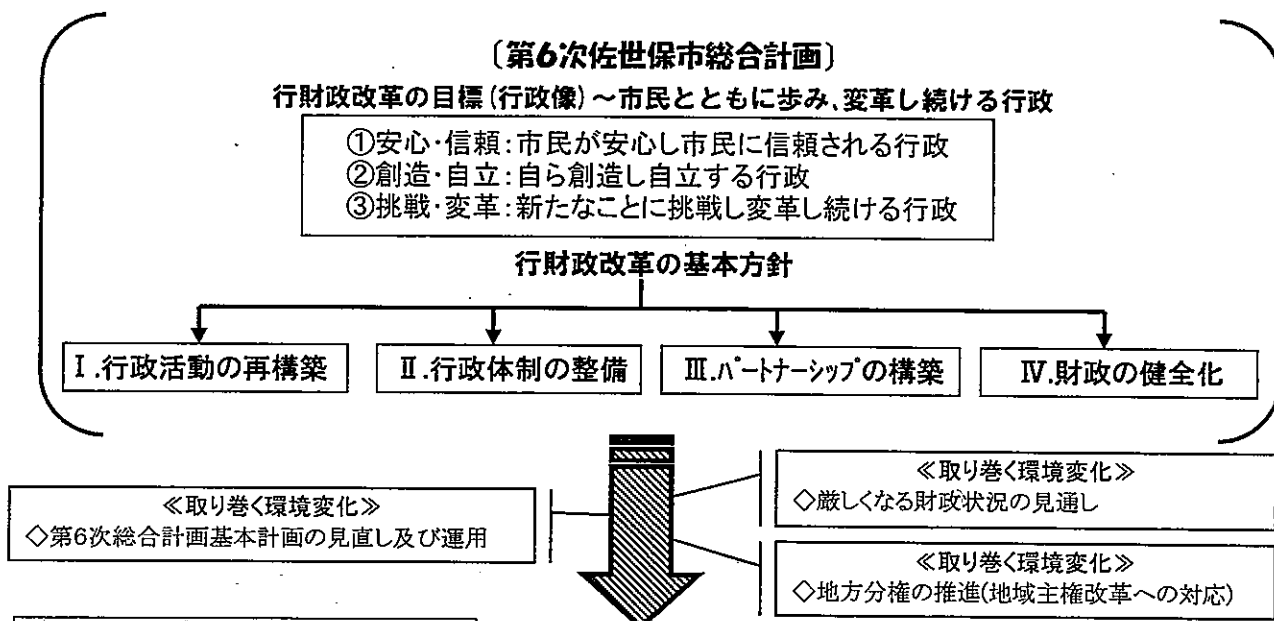 〔第6次佐世保市総合計画〕
行財政改革の目標(行政像)~市民とともに歩み、変革し続ける行政
①安心・信頼:市民が安心し市民に信頼される行政
②創造・自立:自ら創造し自立する行政
③挑戦・変革:新たなことに挑戦し変革し続ける行政
行財政改革の基本方針
Ⅰ.行政活動の再構築
Ⅱ.行政体制の整備
Ⅲ.パートナーシップの構築
Ⅳ.財政の健全化
≪取り巻く環境変化≫
◇第6次総合計画基本計画の見直し及び運用
≪取り巻く環境変化≫
◇厳しくなる財政状況の見通し
≪取り巻く環境変化≫
◇地方分権の推進(地域主権改革への対応)